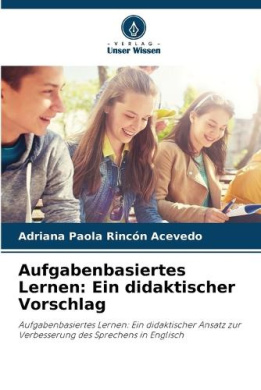 VERLAG
Unser Wissen
Adriana Paola Rincón Acevedo
Aufgabenbasiertes
Lernen: Ein didaktischer
Vorschlag
Aufgabenbasiertes Lernen: Ein didaktischer Ansatz zur
Verbesserung des Sprechens in Englisch